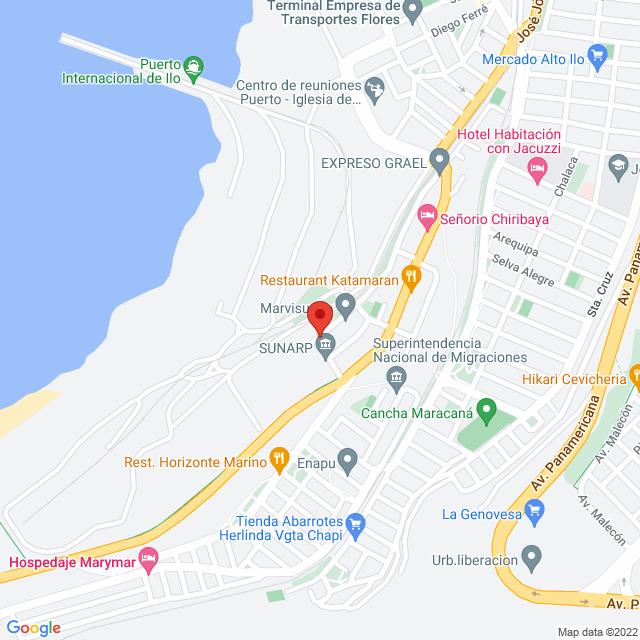 Terminal Empresa de
Transportes Flores
Diego Ferré
José Jo
Puerto
Internacional de Ilo
Mercado Alto Ilo
Centro de reuniones
Puerto - Iglesia de...
Hotel Habitación
con Jacuzzi
EXPRESO GRAEL
Chalaca
Señorio Chiribaya
Arequipa
Selva Alegre
Av. Panam
Sta. Cruz
Restaurant Katamaran
Marvisur
SUNARP
Superintendencia
Nacional de Migraciones
Hikari Cevicheria
Cancha Maracaná
Av. Malecón
Av. Panamericana
Rest. Horizonte Marino
Enapu
La Genovesa
Av. Malecón
Tienda Abarrotes
Herlinda Vgta Chapi
Hospedaje Marymar
Urb.liberacion
Av. P
Google
Map data ©2022